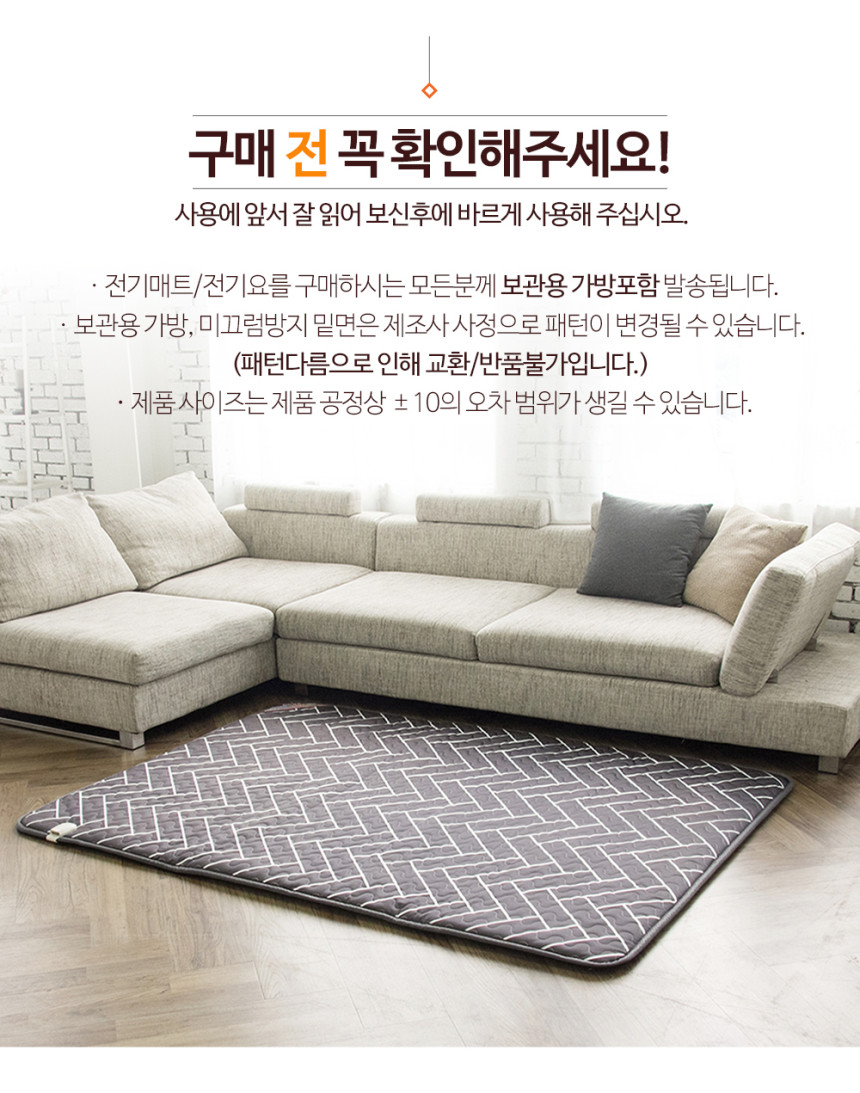 구매 전 꼭 확인해주세요!
사용에 앞서 잘 읽어 보신후에 바르게 사용해 주십시오.
· 전기매트/전기요를 구매하시는 모든분께 보관용 가방포함 발송됩니다.
· 보관용 가방, 미끄럼방지 밑면은 제조사 사정으로 패턴이 변경될 수 있습니다.
(패턴다름으로 인해 교환/반품불가입니다.)
· 제품 사이즈는 제품 공정상 ±10의 오차 범위가 생길 수 있습니다.